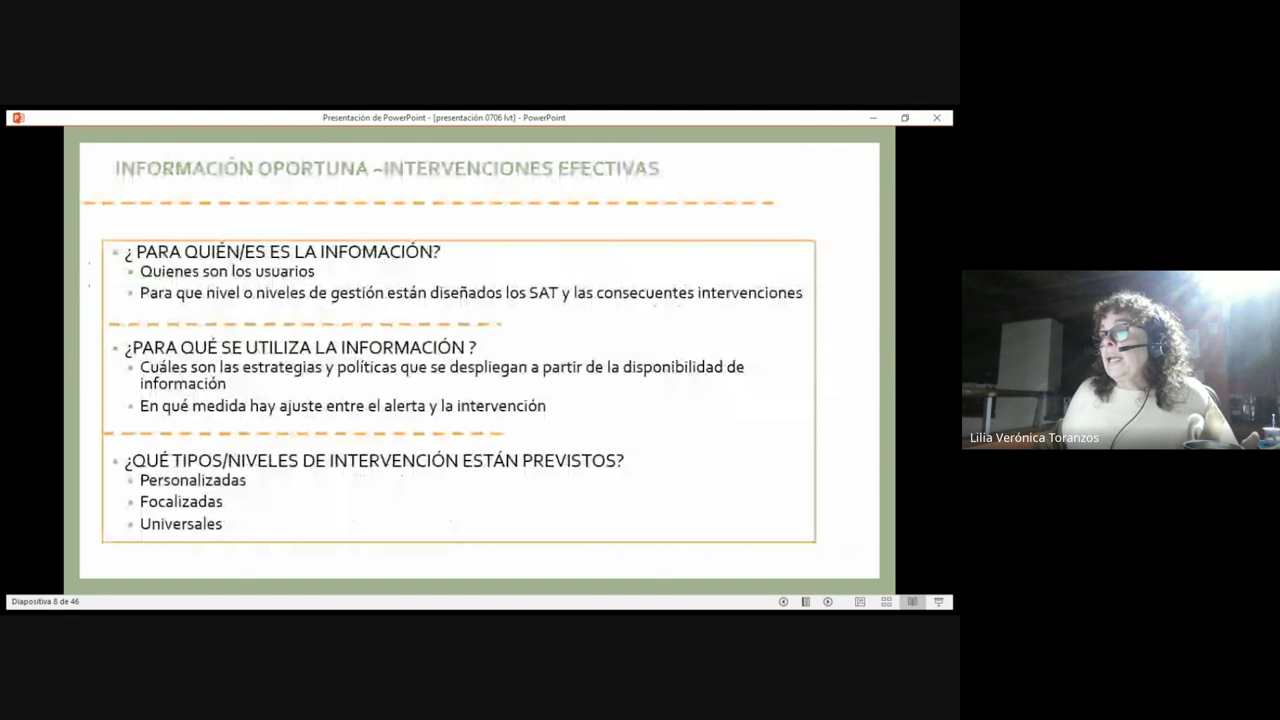 Presentación de PowerPoint - [presentación 0706 lvt] - PowerPoint
INFORMACIÓN OPORTUNA –INTERVENCIONES EFECTIVAS
¿ PARA QUIÉN/ES ES LA INFOMACIÓN?
Quienes son los usuarios
Para que nivel o niveles de gestión están diseñados los SAT y las consecuentes intervenciones
¿PARA QUÉ SE UTILIZA LA INFORMACIÓN ?
Cuáles son las estrategias y políticas que se despliegan a partir de la disponibilidad de
información
En qué medida hay ajuste entre el alerta y la intervención
¿QUÉ TIPOS/NIVELES DE INTERVENCIÓN ESTÁN PREVISTOS?
Personalizadas
Focalizadas
Universales
Lilia Verónica Toranzos
Diapositiva 8 de 46